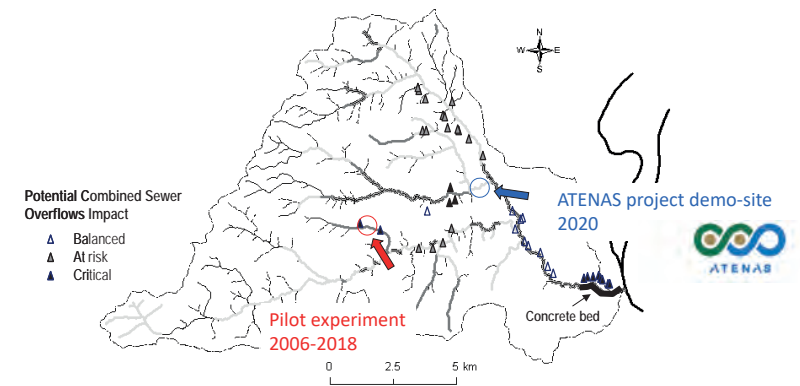 N
W E
S
Potential Combined Sewer
Overflows Impact
Balanced
At risk
Critical
ATENAS project demo-site
2020
ATENAS
Concrete bed
Pilot experiment
2006-2018
0 2.5 5 km